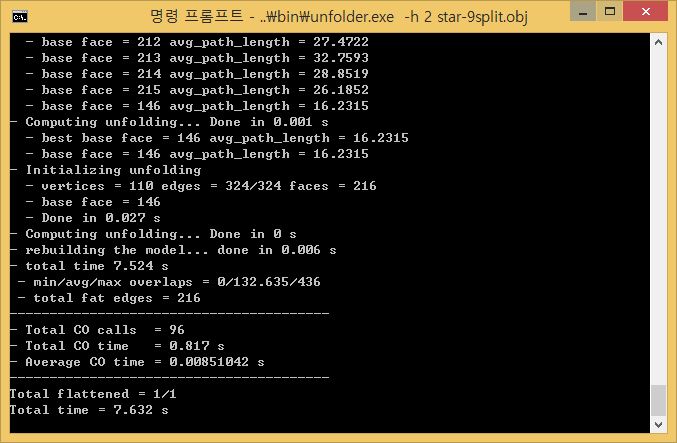 명령 프롬프트 - ..\bin\unfolder.exe -h 2 star-9split.obj
- base face = 212 avg_path_length = 27.4722
- base face = 213 avg_path_length = 32.7593
- base face = 214 avg_path_length = 28.8519
- base face = 215 avg_path_length = 26.1852
- base face = 146 avg_path_length = 16.2315
- Computing unfolding... Done in 0.001 s
- best base face = 146 avg_path_length = 16.2315
- base face = 146 avg_path_length = 16.2315
- Initializing unfolding
- vertices = 110 edges = 324/324 faces = 216
- base face = 146
- Done in 0.027 s
- Computing unfolding... Done in 0 s
- rebuilding the model... done in 0.006 s
- total time 7.524 s
- min/avg/max overlaps = 0/132.635/436
- total fat edges = 216
----------------------------------------
- Total CO calls  = 96
- Total CO time   = 0.817 s
- Average CO time = 0.00851042 s
----------------------------------------
Total flattened = 1/1
Total time = 7.632 s